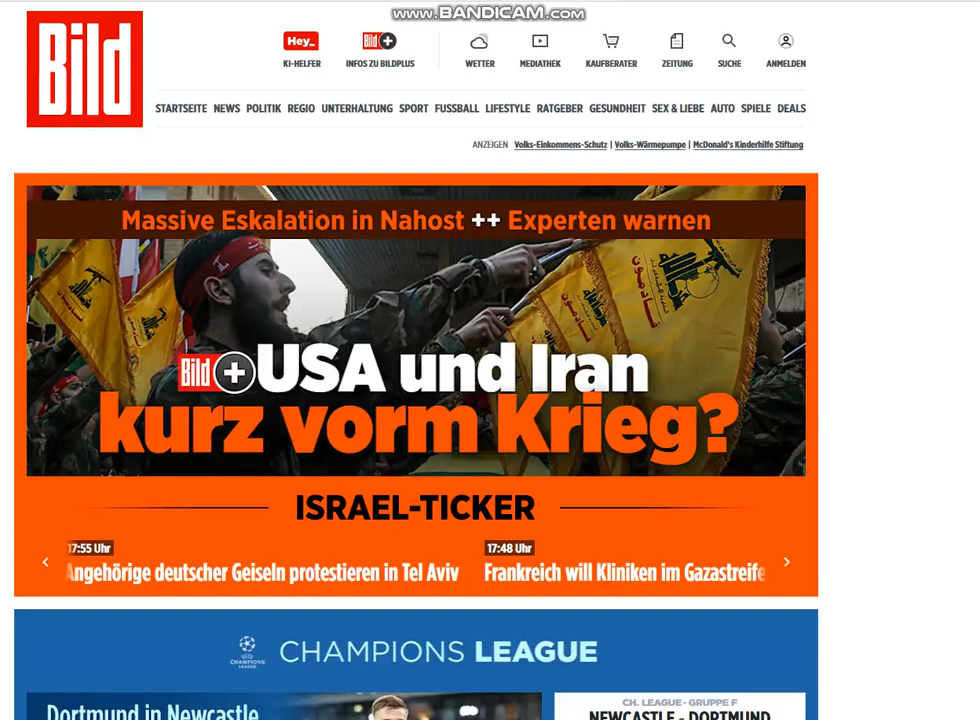 WWW.BANDICAM.COM
Bild
Hey_
Bild+
KI-HELFER
INFOS ZU BILDPLUS
WETTER
MEDIATHEK
KAUFBERATER
ZEITUNG
SUCHE
ANMELDEN
STARTSEITE NEWS POLITIK REGIO UNTERHALTUNG SPORT FUSSBALL LIFESTYLE RATGEBER GESUNDHEIT SEX & LIEBE AUTO SPIELE DEALS
ANZEIGEN Volks-Einkommens-Schutz | Volks-Wärmepumpe | McDonald's Kinderhilfe Stiftung
Massive Eskalation in Nahost ++ Experten warnen
Bild+ USA und Iran
kurz vorm Krieg?
ISRAEL-TICKER
17:55 Uhr
Angehörige deutscher Geiseln protestieren in Tel Aviv
17:48 Uhr
Frankreich will Kliniken im Gazastreife
CHAMPIONS LEAGUE
CHAMPIONS LEAGUE
Dortmund in Newcastle
CH. LEAGUE - GRUPPE F
NEWCASTLE - DORTMUND